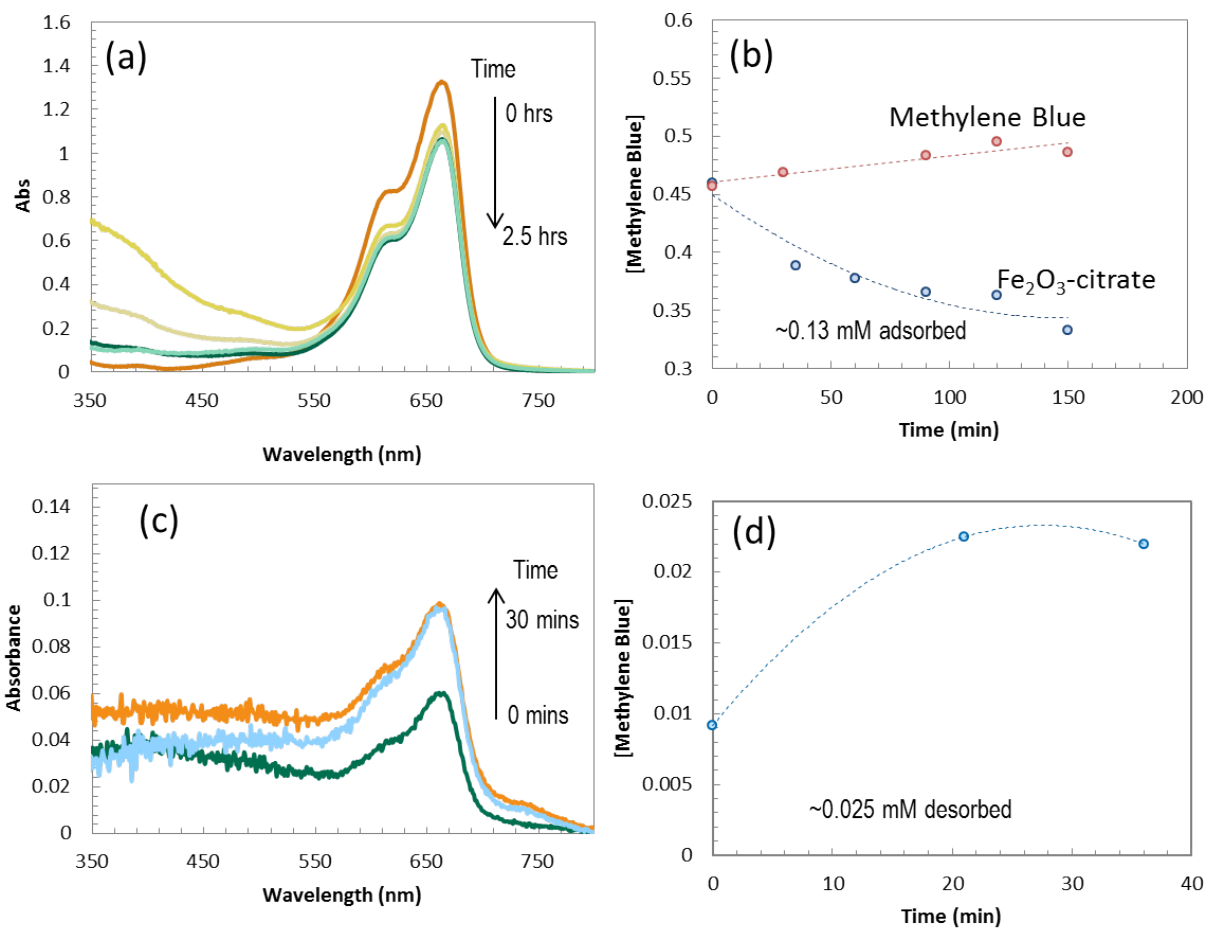 (a)
Time
0 hrs
2.5 hrs
Abs
1.6
1.4
1.2
1
0.8
0.6
0.4
0.2
0
350
450
550
650
750
Wavelength (nm)
(b)
Methylene Blue
Fe₂O₃-citrate
~0.13 mM adsorbed
[Methylene Blue]
0.6
0.55
0.5
0.45
0.4
0.35
0.3
0
50
100
150
200
Time (min)
(c)
Time
30 mins
0 mins
Absorbance
0.14
0.12
0.1
0.08
0.06
0.04
0.02
0
350
450
550
650
750
Wavelength (nm)
(d)
~0.025 mM desorbed
[Methylene Blue]
0.025
0.02
0.015
0.01
0.005
0
0
10
20
30
40
Time (min)